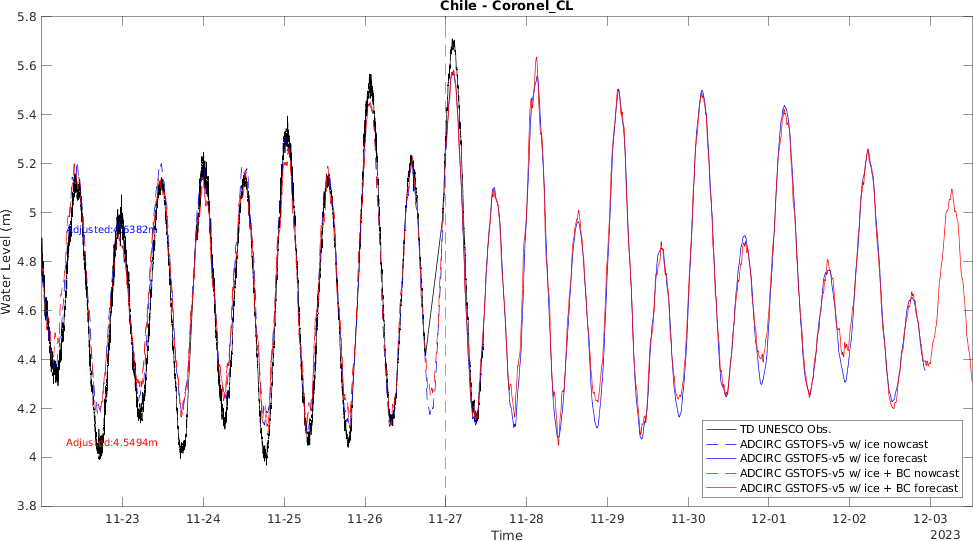 Chile - Coronel_CL
5.8
5.6
5.4
5.2
5
4.8
4.6
4.4
4.2
4
3.8
Water Level (m)
Adjusted:4.6382m
Adjusted:4.5494m
TD UNESCO Obs.
ADCIRC GSTOFS-v5 w/ ice nowcast
ADCIRC GSTOFS-v5 w/ ice forecast
ADCIRC GSTOFS-v5 w/ ice + BC nowcast
ADCIRC GSTOFS-v5 w/ ice + BC forecast
11-23 11-24 11-25 11-26 11-27 11-28 11-29 11-30 12-01 12-02 12-03
2023
Time